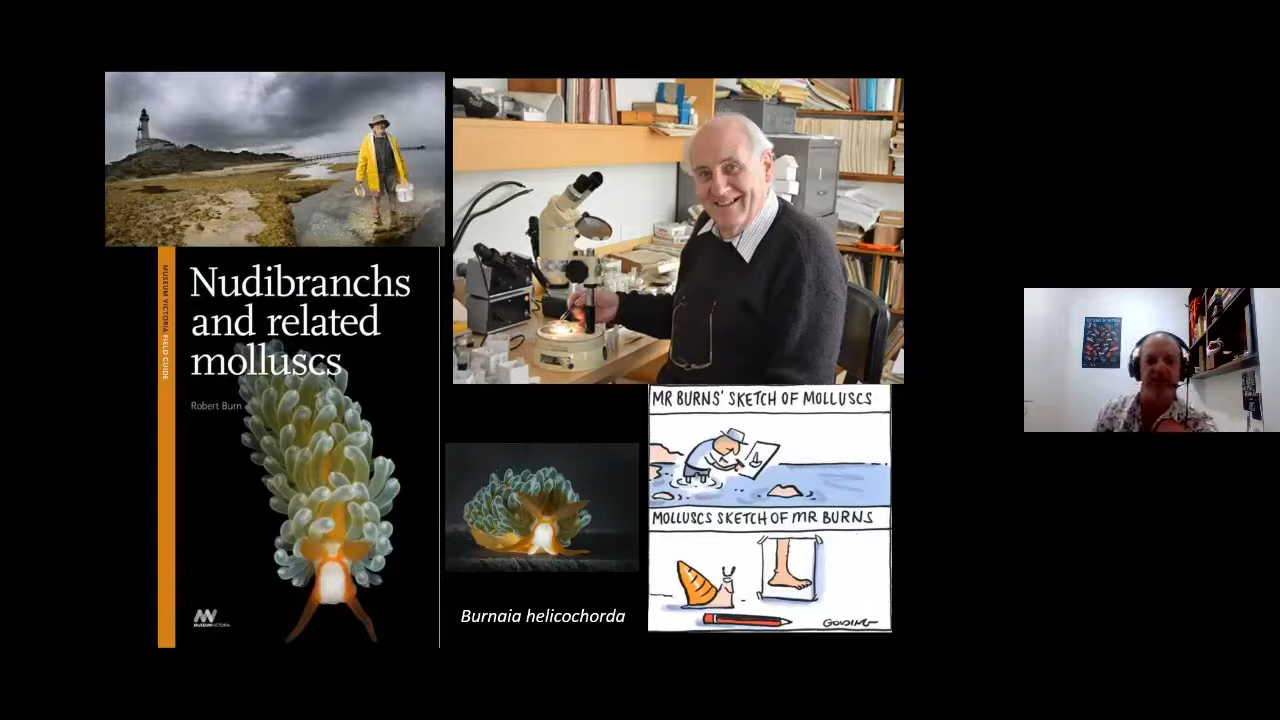 MUSEUM VICTORIA FIELD GUIDE
Nudibranchs
and related
molluscs
Robert Burn
MUSEUM VICTORIA
Burnaia helicochorda
MR BURNS' SKETCH OF MOLLUSCS
MOLLUSCS SKETCH OF MR BURNS
GOLDING